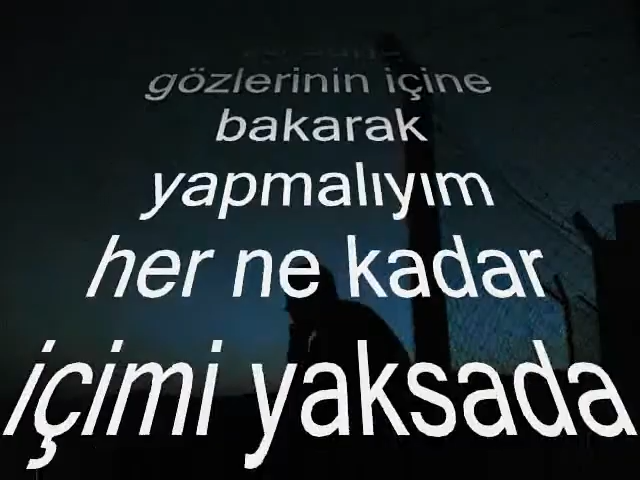 gözlerinin içine
bakarak
yapmalıyım
her ne kadar
içimi yaksada